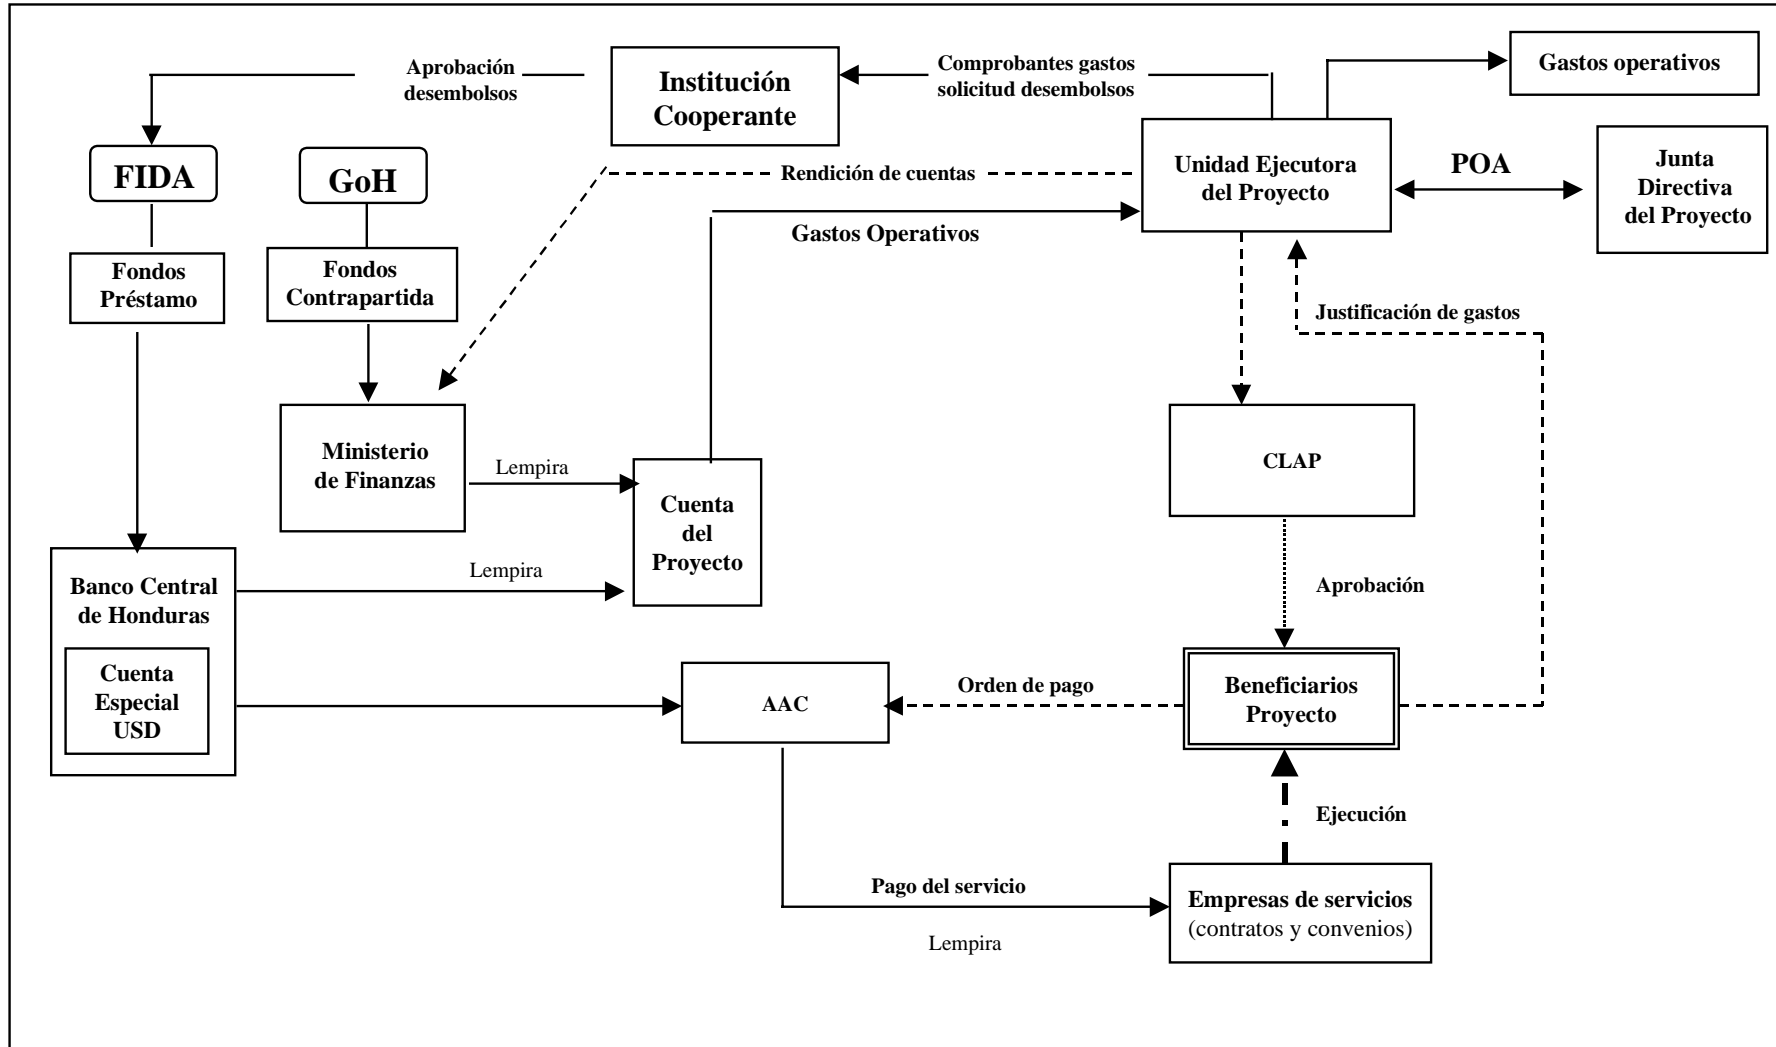 Aprobación
desembolsos
Institución
Cooperante
Comprobantes gastos
solicitud desembolsos
Gastos operativos
FIDA
GoH
Rendición de cuentas
Unidad Ejecutora
del Proyecto
POA
Junta
Directiva
del Proyecto
Gastos Operativos
Fondos
Préstamo
Fondos
Contrapartida
Justificación de gastos
Ministerio
de Finanzas
Lempira
CLAP
Cuenta
del
Proyecto
Banco Central
de Honduras
Lempira
Aprobación
Cuenta
Especial
USD
AAC
Orden de pago
Beneficiarios
Proyecto
Ejecución
Pago del servicio
Lempira
Empresas de servicios
(contratos y convenios)